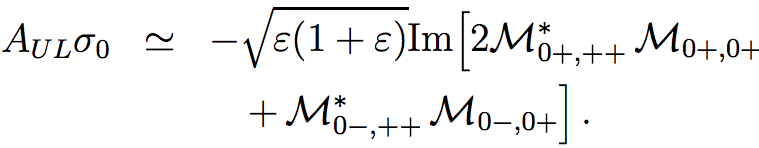 A_{UL}σ_0 ≃ −√{ε(1 + ε)} Im[2ℳ*_{0+,++} ℳ_{0+,0+}
+ ℳ*_{0−,++} ℳ_{0−,0+}] .